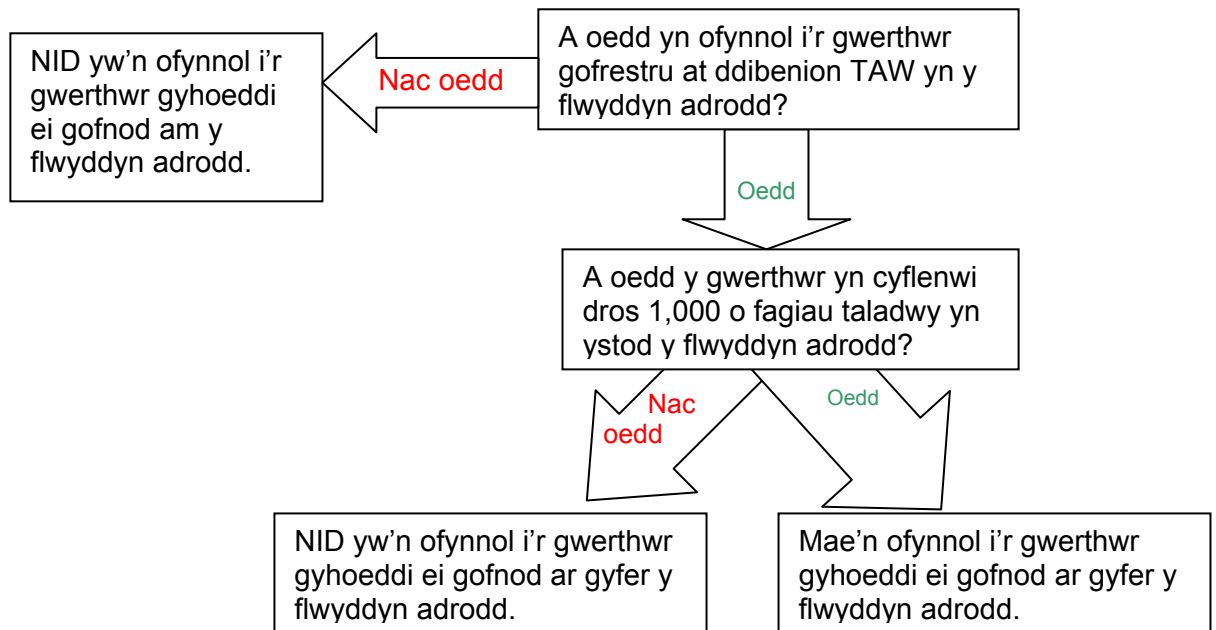 A oedd yn ofynnol i'r gwerthwr
gofrestru at ddibenion TAW yn y
flwyddyn adrodd?
Nac oedd
NID yw'n ofynnol i'r
gwerthwr gyhoeddi
ei gofnod am y
flwyddyn adrodd.
Oedd
A oedd y gwerthwr yn cyflenwi
dros 1,000 o fagiau taladwy yn
ystod y flwyddyn adrodd?
Nac
oedd
Oedd
NID yw'n ofynnol i'r gwerthwr
gyhoeddi ei gofnod ar gyfer y
flwyddyn adrodd.
Mae'n ofynnol i'r gwerthwr
gyhoeddi ei gofnod ar gyfer y
flwyddyn adrodd.